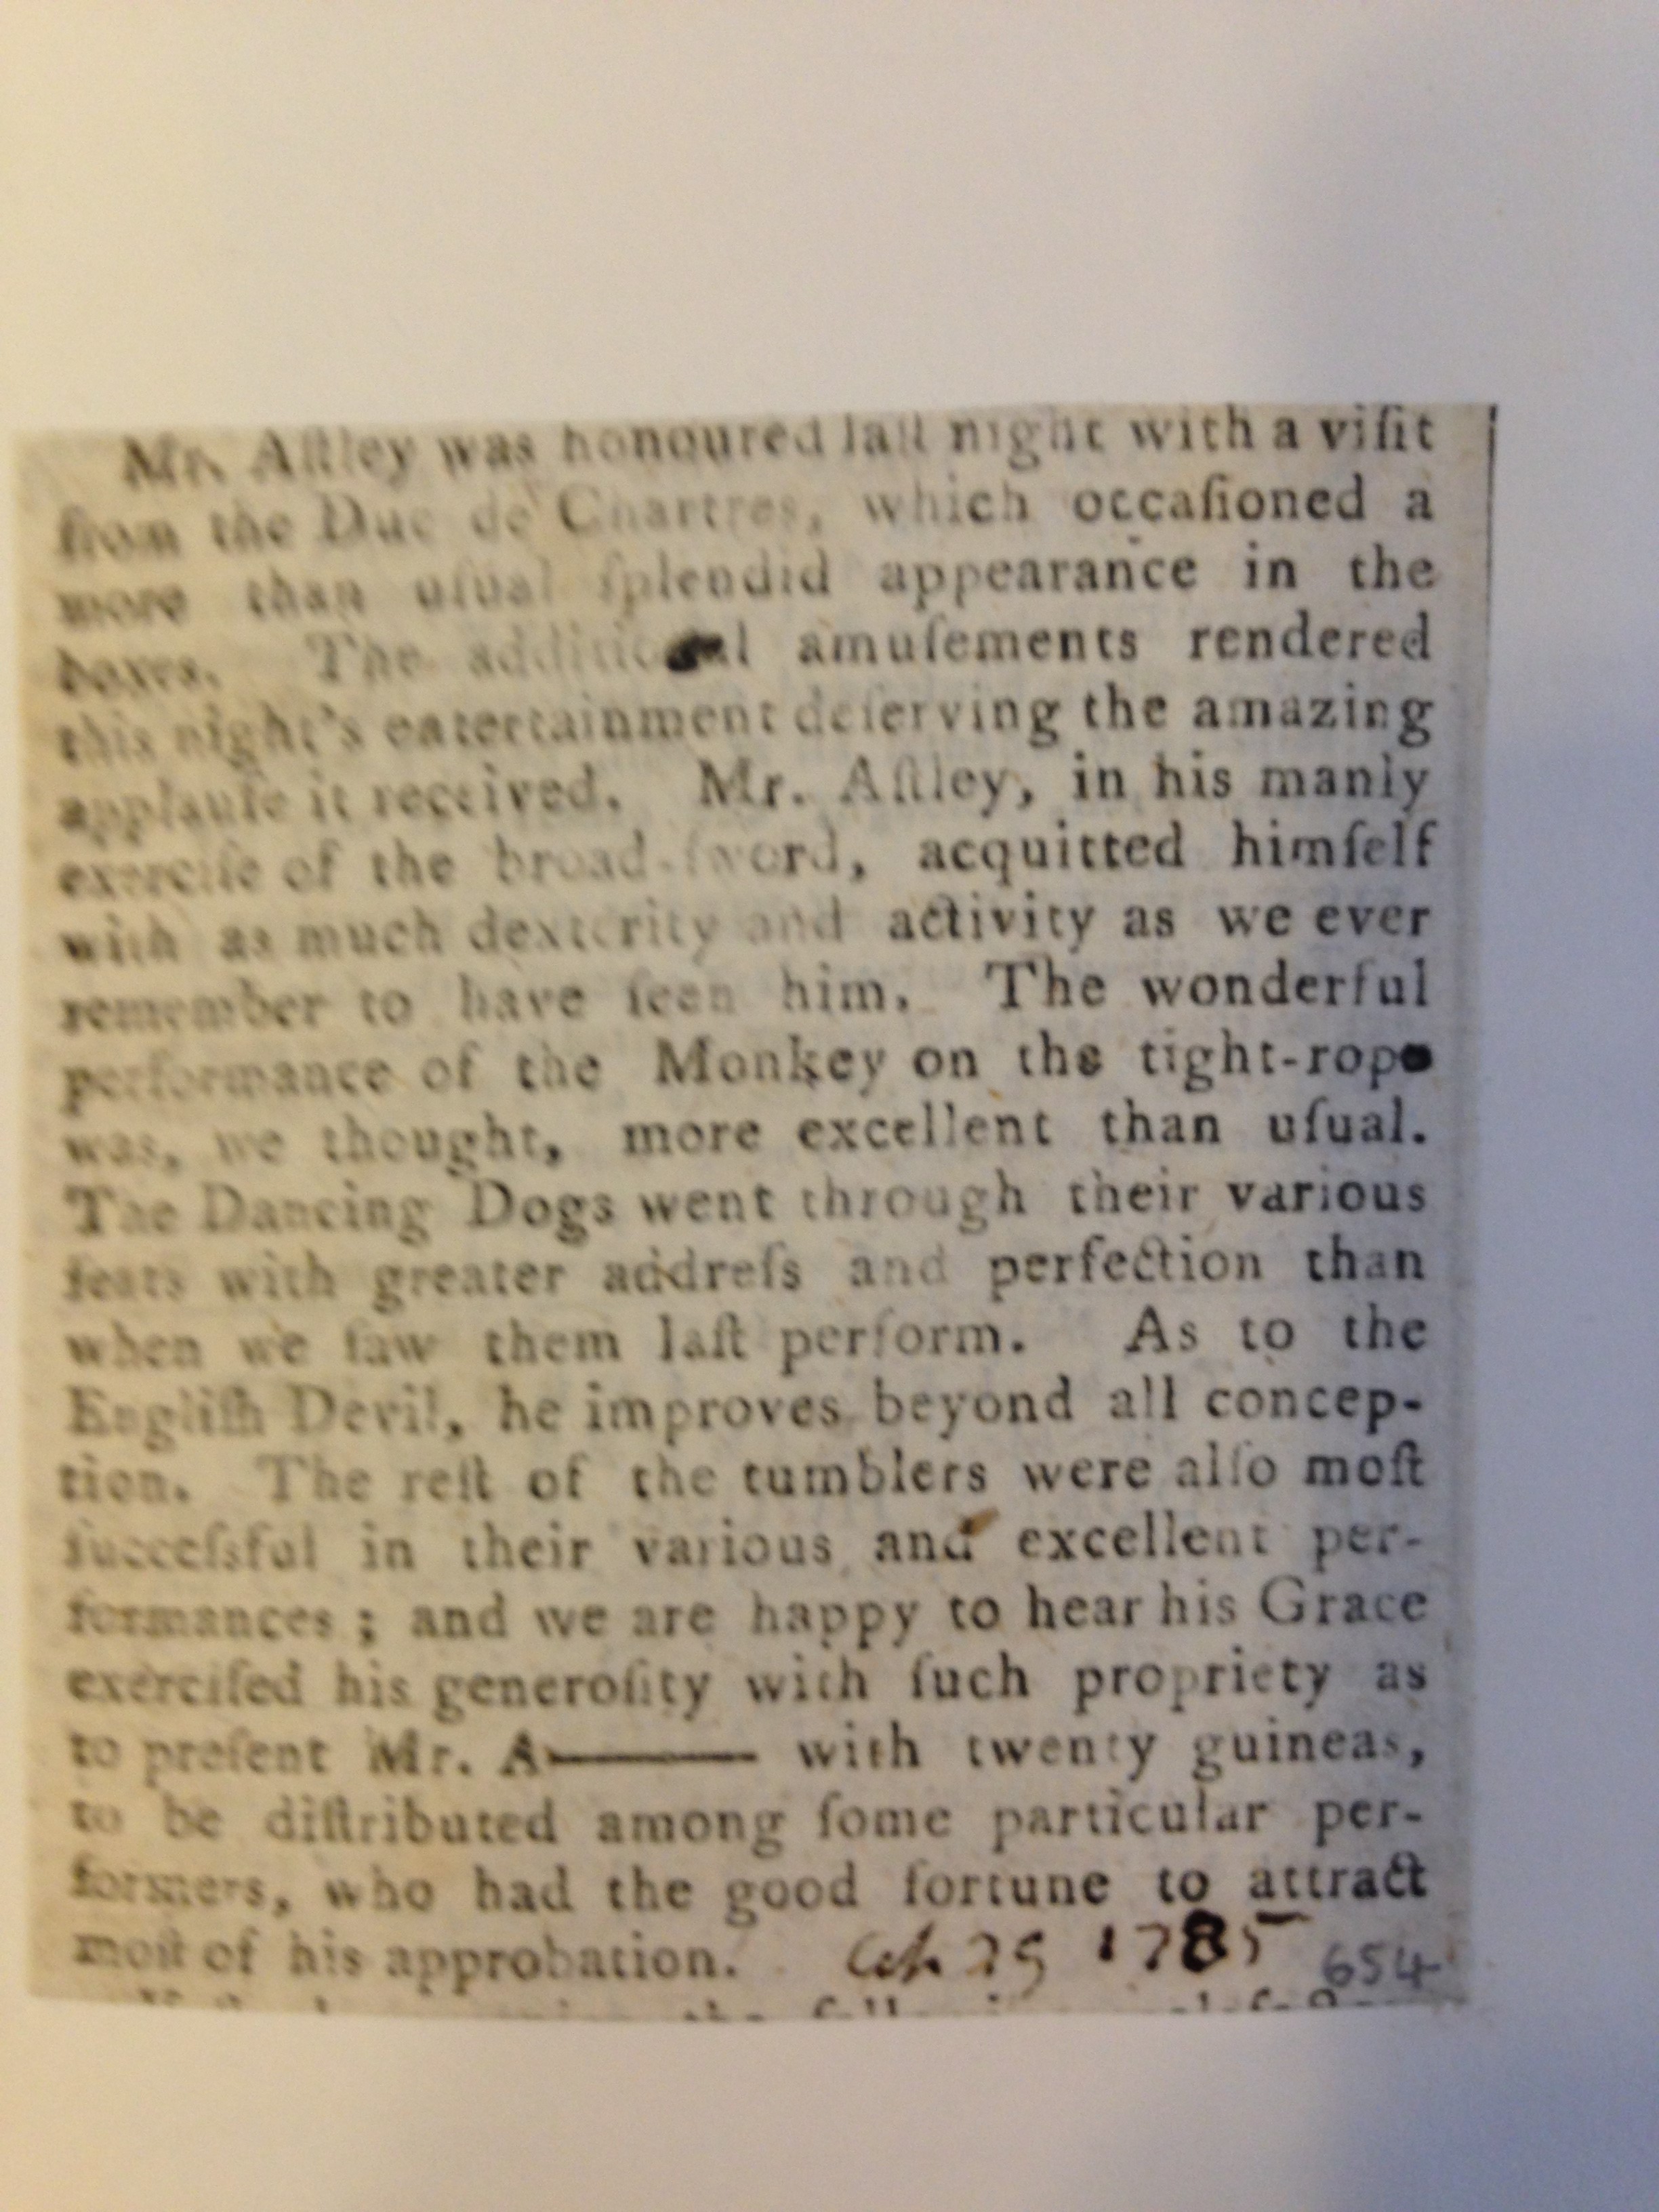 Mr. Aſtley was honoured laſt night with a viſit
from the Duc de Chartres, which occaſioned a
more than uſual ſplendid appearance in the
boxes. The additional amuſements rendered
this night's entertainment deſerving the amazing
applauſe it received. Mr. Aſtley, in his manly
exerciſe of the broad-ſword, acquitted himſelf
with as much dexterity and activity as we ever
remember to have ſeen him. The wonderful
performance of the Monkey on the tight-rope
was, we thought, more excellent than uſual.
The Dancing Dogs went through their various
feats with greater addreſs and perfection than
when we ſaw them laſt perform. As to the
Engliſh Devil, he improves beyond all concep-
tion. The reſt of the tumblers were alſo moſt
ſucceſsful in their various and excellent per-
formances; and we are happy to hear his Grace
exerciſed his generoſity with ſuch propriety as
to preſent Mr. A——— with twenty guineas,
to be diſtributed among ſome particular per-
formers, who had the good fortune to attract
moſt of his approbation. 1785 654